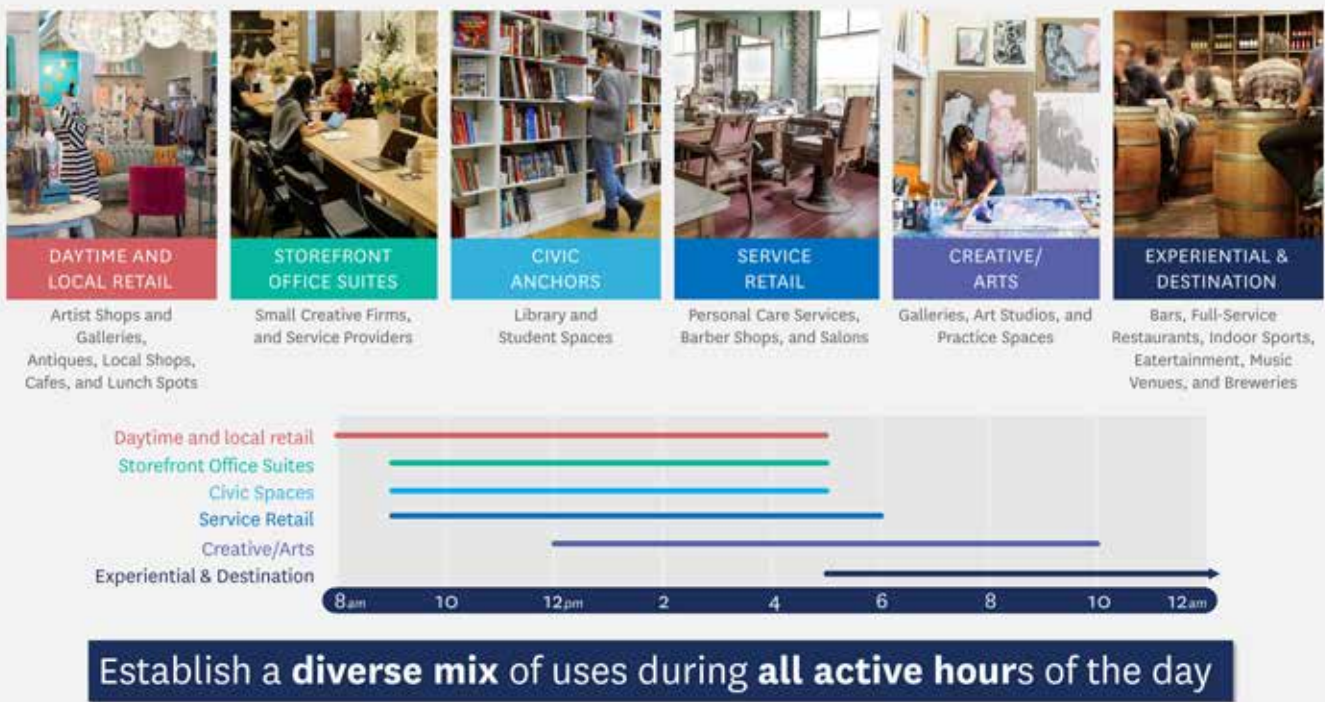 DAYTIME AND
LOCAL RETAIL
Artist Shops and
Galleries,
Antiques, Local Shops,
Cafes, and Lunch Spots
STOREFRONT
OFFICE SUITES
Small Creative Firms,
and Service Providers
CIVIC
ANCHORS
Library and
Student Spaces
SERVICE
RETAIL
Personal Care Services,
Barber Shops, and Salons
CREATIVE/
ARTS
Galleries, Art Studios, and
Practice Spaces
EXPERIENTIAL &
DESTINATION
Bars, Full-Service
Restaurants, Indoor Sports,
Eatertainment, Music
Venues, and Breweries
Daytime and local retail
Storefront Office Suites
Civic Spaces
Service Retail
Creative/Arts
Experiential & Destination
8am 10 12pm 2 4 6 8 10 12am
Establish a diverse mix of uses during all active hours of the day